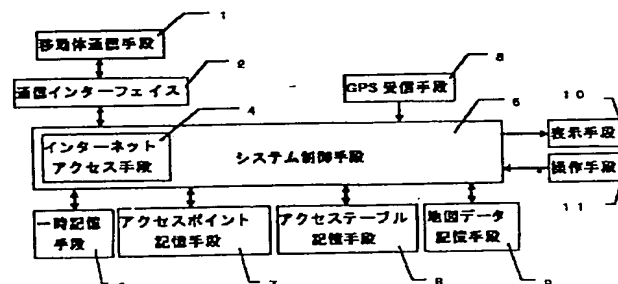 1
移動体通信手段
2
通信インターフェイス
GPS受信手段
4
5
10
インターネット
アクセス手段
システム制御手段
表示手段
操作手段
11
一時記憶
手段
アクセスポイント
記憶手段
アクセステーブル
記憶手段
地図データ
記憶手段
7
8
9